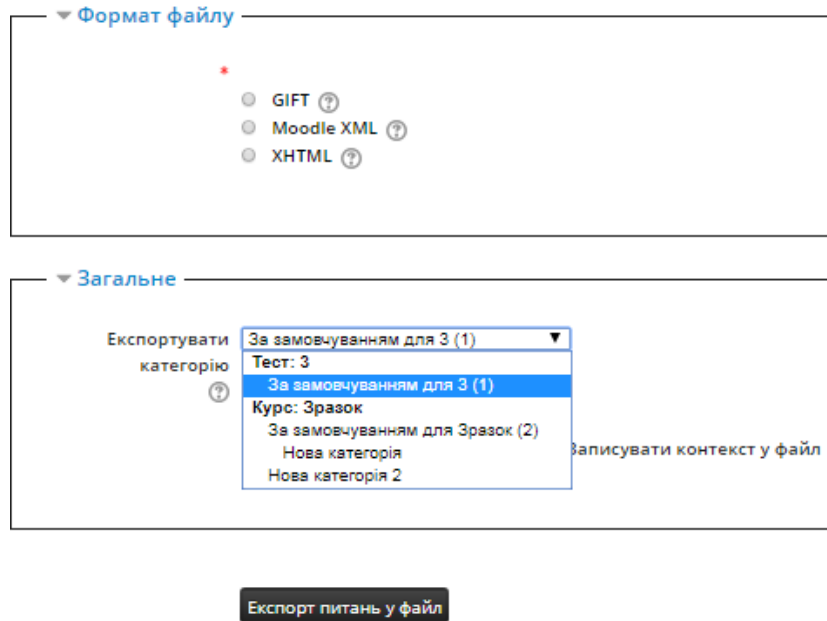 Формат файлу
*
GIFT
Moodle XML
XHTML
Загальне
Експортувати категорію
За замовчуванням для 3 (1)
Тест: 3
За замовчуванням для 3 (1)
Курс: Зразок
За замовчуванням для Зразок (2)
Нова категорія
Нова категорія 2
Записувати контекст у файл
Експорт питань у файл